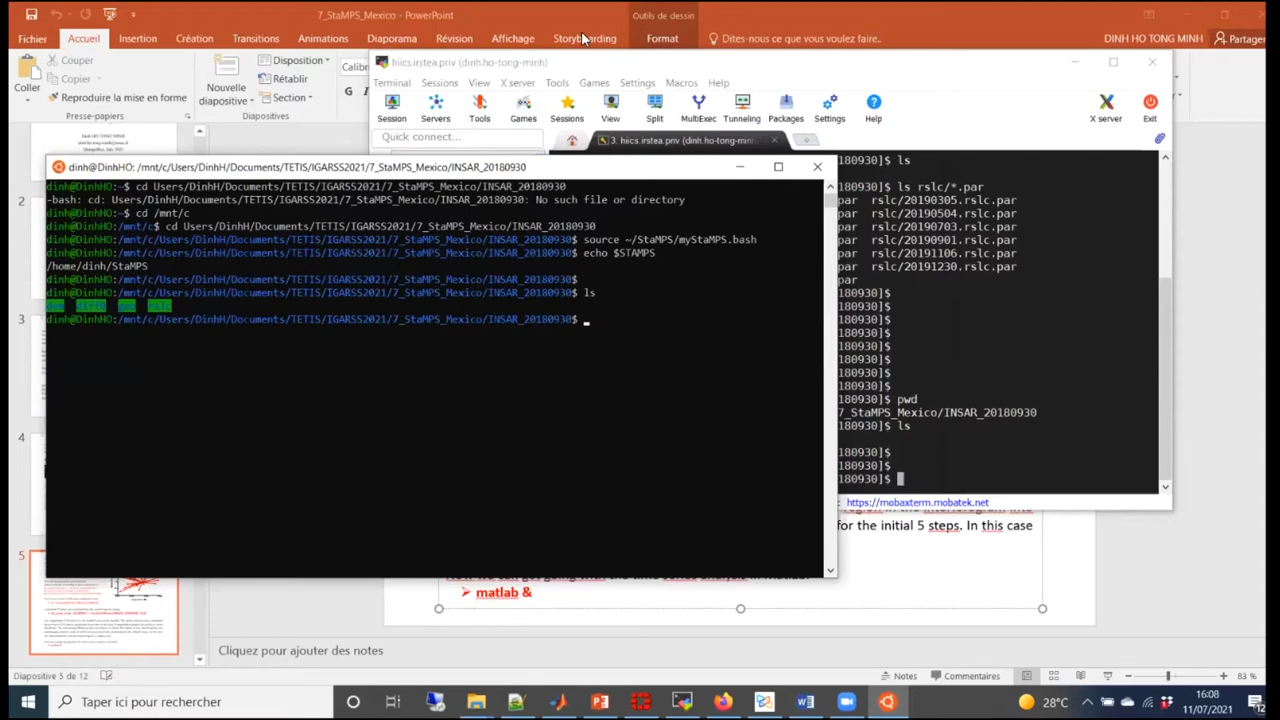 7_StaMPS_Mexico - PowerPoint
Outils de dessin
Fichier
Accueil
Insertion
Création
Transitions
Animations
Diaporama
Révision
Affichage
Storyboarding
Format
Dites-nous ce que vous voulez faire..
DINH HO TONG MINH
Partager
Coller
Couper
Copier
Reproduire la mise en forme
Presse-papiers
Nouvelle
diapositive
Disposition
Rétablir
Section
Diapositives
Calibr
G
I
hiics.irstea.priv (dinh.ho-tong-minh)
Terminal
Sessions
View
X server
Tools
Games
Settings
Macros
Help
Session
Servers
Tools
Games
Sessions
View
Split
MultiExec
Tunneling
Packages
Settings
Help
X server
Exit
Quick connect...
3. hiics.irstea.priv (dinh.ho-tong-minh
dinh@DinhHO: /mnt/c/Users/DinhH/Documents/TETIS/IGARSS2021/7_StaMPS_Mexico/INSAR_20180930
dinh@DinhHO:~$ cd Users/DinhH/Documents/TETIS/IGARSS2021/7_StaMPS_Mexico/INSAR_20180930
-bash: cd: Users/DinhH/Documents/TETIS/IGARSS2021/7_StaMPS_Mexico/INSAR_20180930: No such file or directory
dinh@DinhHO:~$ cd /mnt/c
dinh@DinhHO:/mnt/c$ cd Users/DinhH/Documents/TETIS/IGARSS2021/7_StaMPS_Mexico/INSAR_20180930
dinh@DinhHO:/mnt/c/Users/DinhH/Documents/TETIS/IGARSS2021/7_StaMPS_Mexico/INSAR_20180930$ source ~/StaMPS/myStaMPS.bash
dinh@DinhHO:/mnt/c/Users/DinhH/Documents/TETIS/IGARSS2021/7_StaMPS_Mexico/INSAR_20180930$ echo $STAMPS
/home/dinh/StaMPS
dinh@DinhHO:/mnt/c/Users/DinhH/Documents/TETIS/IGARSS2021/7_StaMPS_Mexico/INSAR_20180930$
dinh@DinhHO:/mnt/c/Users/DinhH/Documents/TETIS/IGARSS2021/7_StaMPS_Mexico/INSAR_20180930$ ls
dem diff0 geo rslc
dinh@DinhHO:/mnt/c/Users/DinhH/Documents/TETIS/IGARSS2021/7_StaMPS_Mexico/INSAR_20180930$
180930]$ ls
180930]$ ls rslc/*.par
par rslc/20190305.rslc.par
par rslc/20190504.rslc.par
par rslc/20190703.rslc.par
par rslc/20190901.rslc.par
par rslc/20191106.rslc.par
par rslc/20191230.rslc.par
par
180930]$
180930]$
180930]$
180930]$
180930]$
180930]$
180930]$
180930]$
180930]$ pwd
7_StaMPS_Mexico/INSAR_20180930
180930]$ ls
180930]$
180930]$
180930]$
https://mobaxterm.mobatek.net
for the initial 5 steps. In this case
matlab &
2
3
4
5
Cliquez pour ajouter des notes
Diapositive 5 de 12
Notes
Commentaires
83 %
Taper ici pour rechercher
28°C
16:08
11/07/2021
12